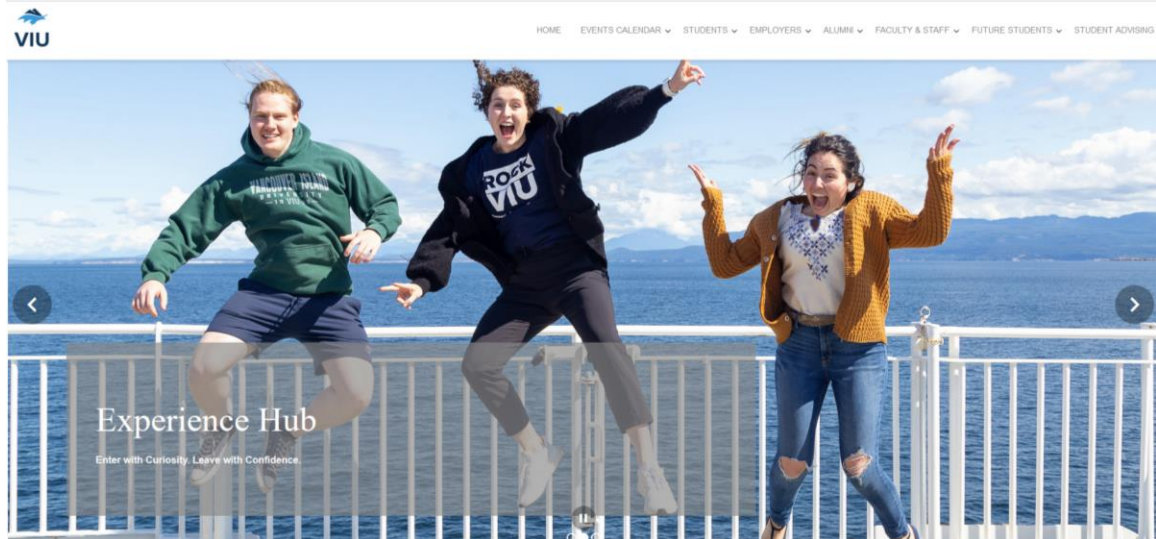 VIU
HOME EVENTS CALENDAR STUDENTS EMPLOYERS ALUMNI FACULTY & STAFF FUTURE STUDENTS STUDENT ADVISING
VANCOUVER ISLAND
UNIVERSITY
VIU
ROCK
VIU
Experience Hub
Enter with Curiosity. Leave with Confidence.